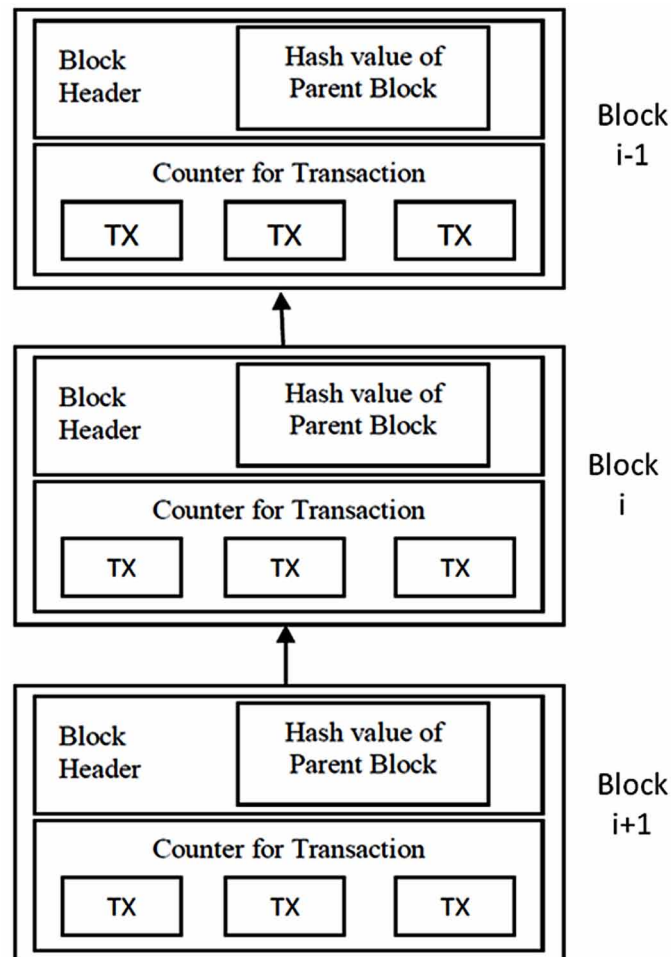 Block
Header
Hash value of
Parent Block
Counter for Transaction
TX TX TX
Block
i-1
Block
Header
Hash value of
Parent Block
Counter for Transaction
TX TX TX
Block
i
Block
Header
Hash value of
Parent Block
Counter for Transaction
TX TX TX
Block
i+1